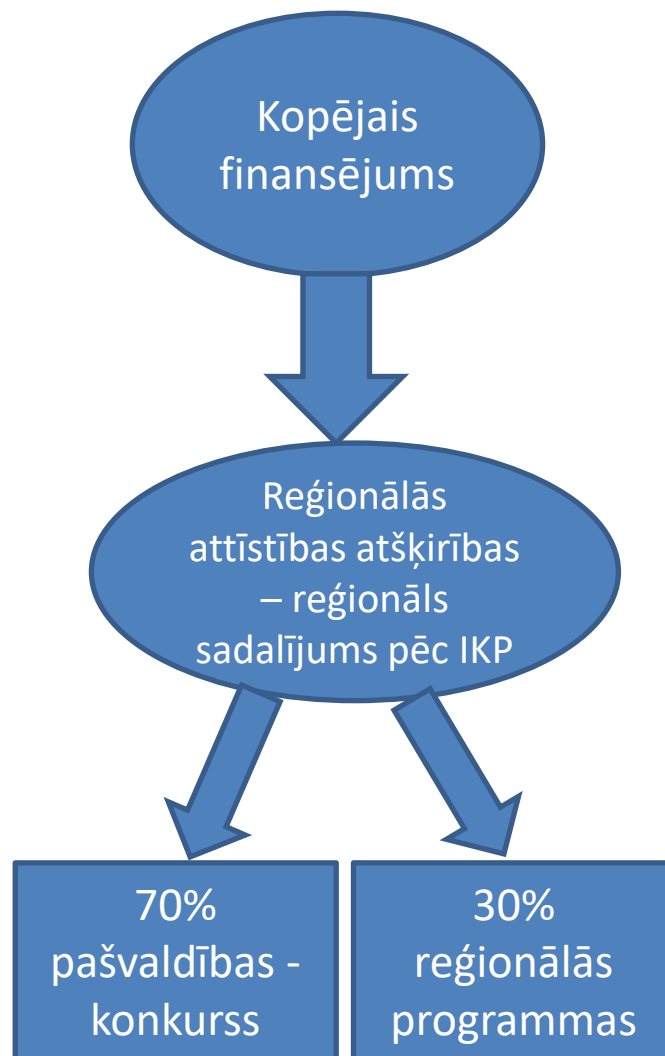 Kopējais
finansējums
Reģionālās
attīstības atšķirības
– reģionāls
sadalījums pēc IKP
70%
pašvaldības -
konkurss
30%
reģionālās
programmas